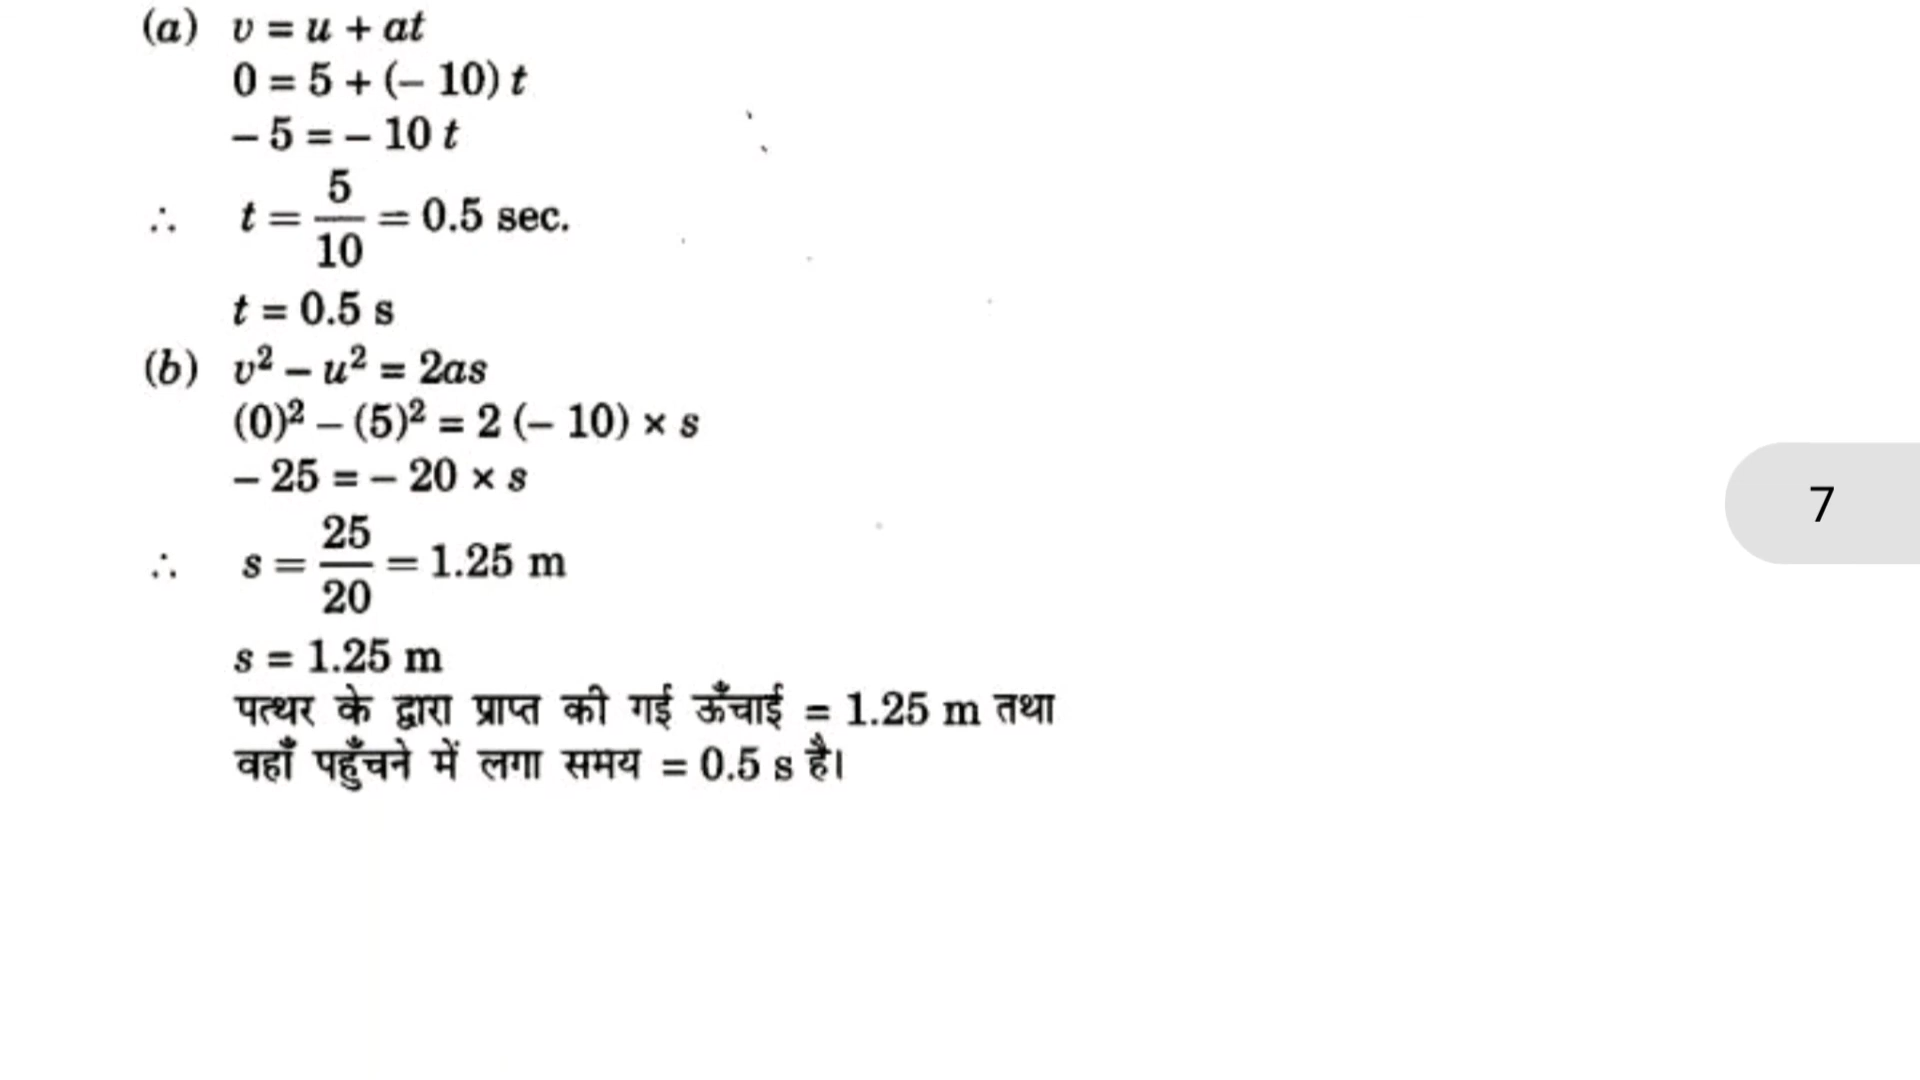 (a) v = u + at
0 = 5 + (– 10) t
– 5 = – 10 t
∴ t = 5/10 = 0.5 sec.
t = 0.5 s
(b) v² – u² = 2as
(0)² – (5)² = 2 (– 10) × s
– 25 = – 20 × s
∴ s = 25/20 = 1.25 m
s = 1.25 m
पत्थर के द्वारा प्राप्त की गई ऊँचाई = 1.25 m तथा
वहाँ पहुँचने में लगा समय = 0.5 s है।
7